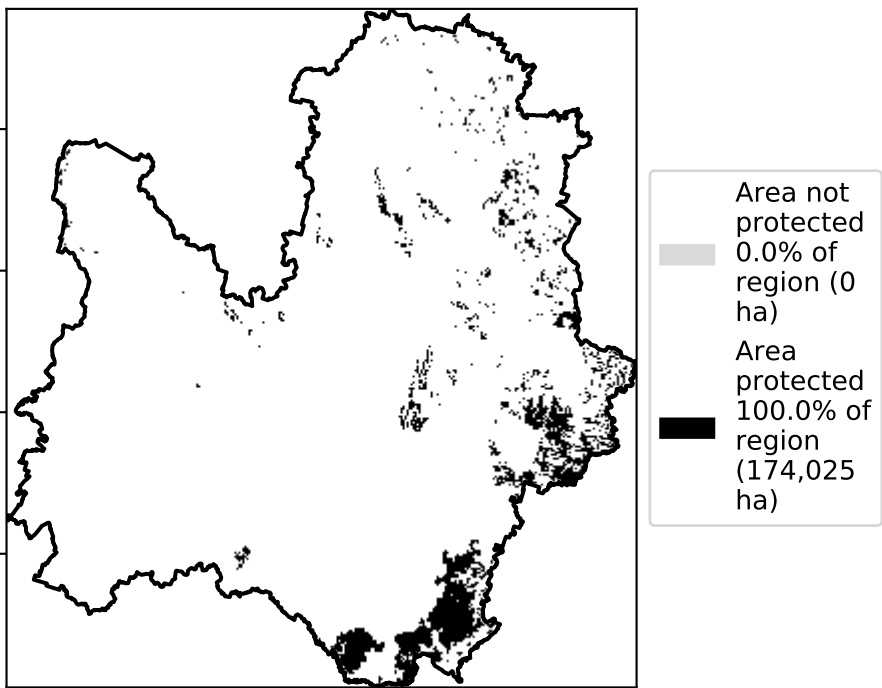 Area not
protected
0.0% of
region (0
ha)
Area
protected
100.0% of
region
(174,025
ha)